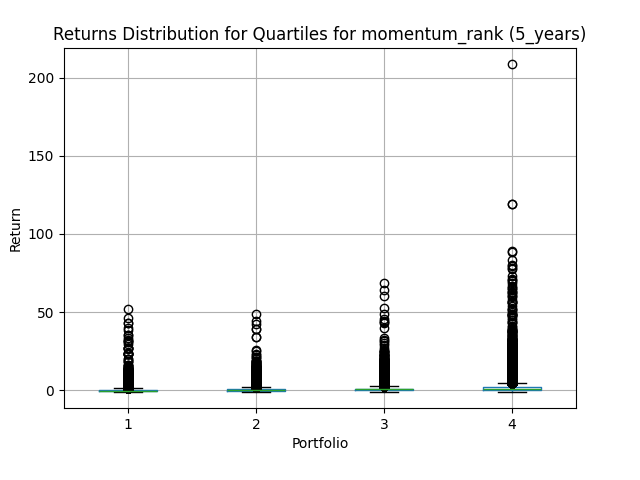 Returns Distribution for Quartiles for momentum_rank (5_years)
200
150
100
50
0
Return
1 2 3 4
Portfolio